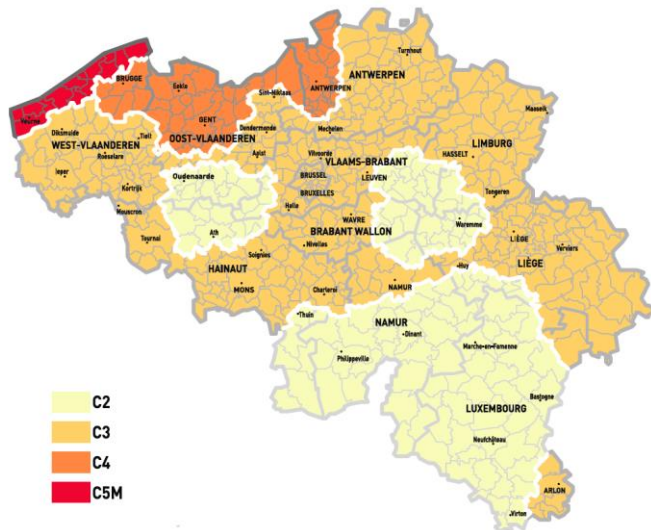 Turnhout
BRUGGE
ANTWERPEN
Eeklo
Sint-Niklaas
ANTWERPEN
Maaseik
Veurne
GENT
Diksmuide
Tielt
OOST-VLAANDEREN
Dendermonde
Mechelen
WEST-VLAANDEREN
LIMBURG
Roeselare
Aalst
Vilvoorde
VLAAMS-BRABANT
HASSELT
Ieper
BRUSSEL
LEUVEN
Oudenaarde
Kortrijk
BRUXELLES
Tongeren
Mouscron
Halle
WAVRE
Waremme
Ath
BRABANT WALLON
LIÈGE
Verviers
Tournai
Nivelles
Soignies
LIÈGE
HAINAUT
Huy
MONS
Charleroi
NAMUR
Thuin
NAMUR
Dinant
Marche-en-Famenne
Philippeville
Bastogne
LUXEMBOURG
C2
C3
Neufchâteau
C4
ARLON
C5M
Virton